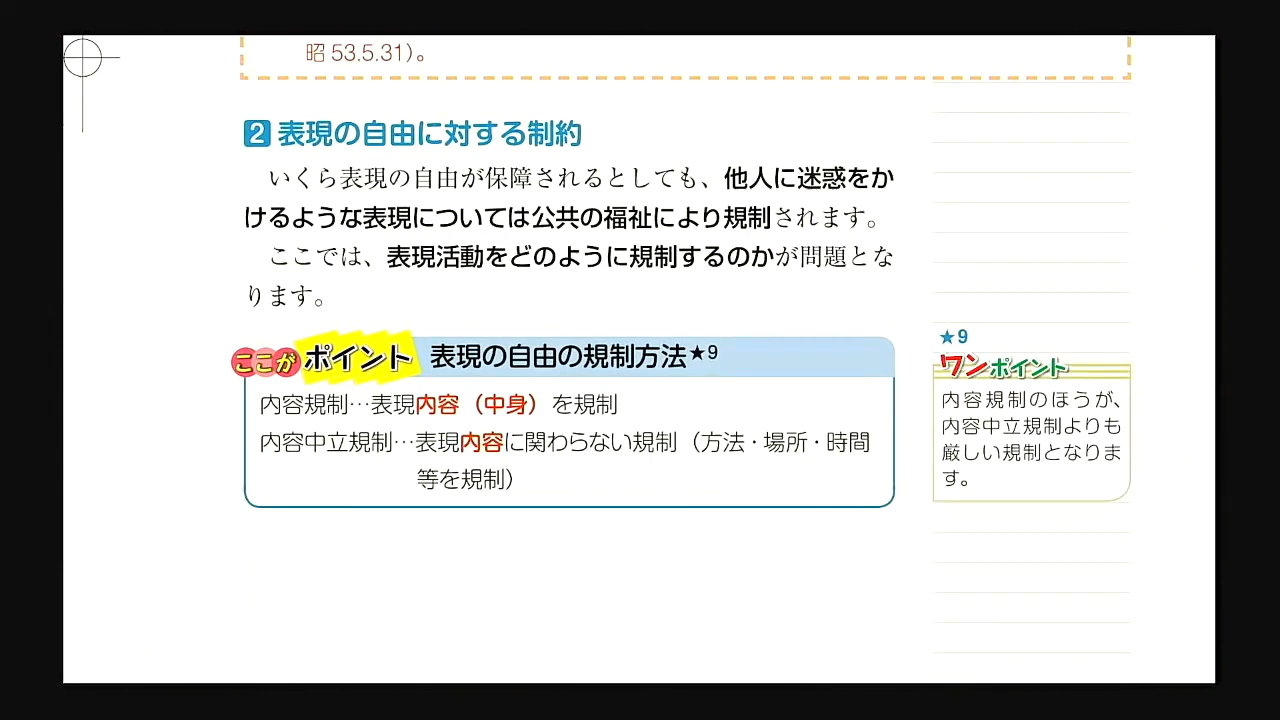 昭 53.5.31)。
2 表現の自由に対する制約
いくら表現の自由が保障されるとしても、他人に迷惑をか
けるような表現については公共の福祉により規制されます。
ここでは、表現活動をどのように規制するのかが問題とな
ります。
ここが ポイント 表現の自由の規制方法★9
内容規制…表現内容（中身）を規制
内容中立規制…表現内容に関わらない規制（方法・場所・時間
等を規制）
★9
ワンポイント
内容規制のほうが、
内容中立規制よりも
厳しい規制となりま
す。